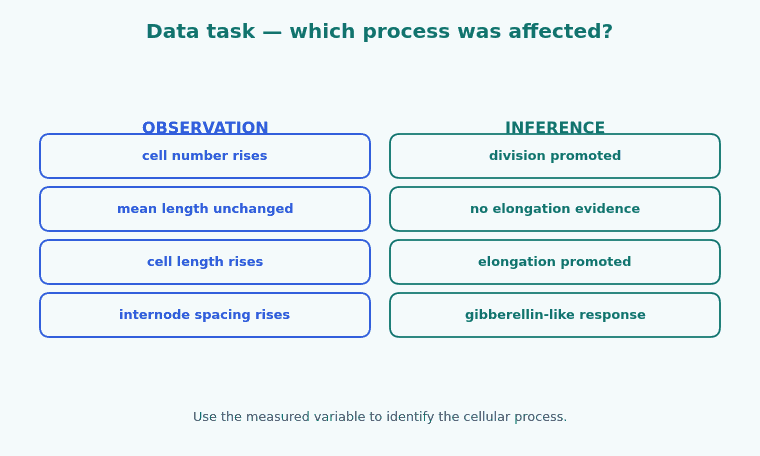 Data task — which process was affected?
OBSERVATION
INFERENCE
cell number rises
division promoted
mean length unchanged
no elongation evidence
cell length rises
elongation promoted
internode spacing rises
gibberellin-like response
Use the measured variable to identify the cellular process.